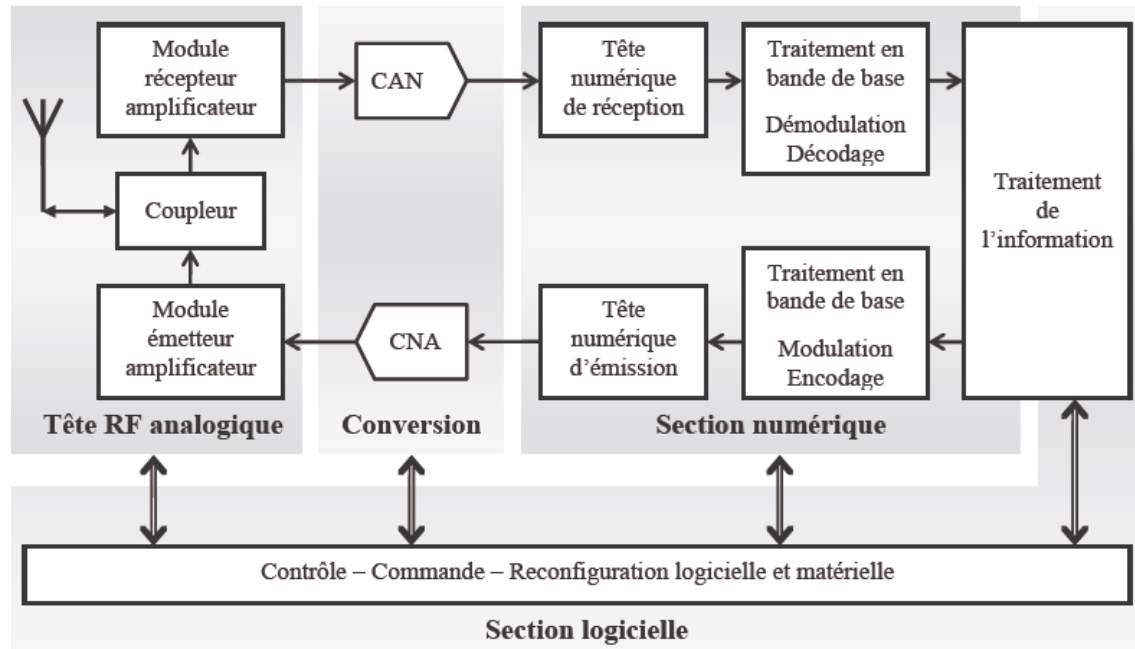 Module
récepteur
amplificateur
CAN
Tête
numérique
de réception
Traitement en
bande de base
Démodulation
Décodage
Traitement
de
l'information
Coupleur
Module
émetteur
amplificateur
CNA
Tête
numérique
d'émission
Traitement en
bande de base
Modulation
Encodage
Tête RF analogique
Conversion
Section numérique
Contrôle – Commande – Reconfiguration logicielle et matérielle
Section logicielle